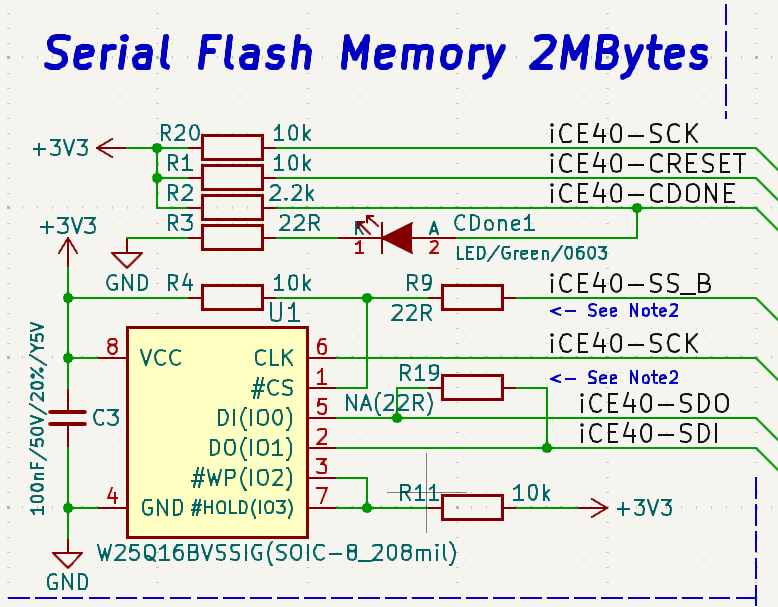 Serial Flash Memory 2MBytes
R20 10k iCE40-SCK
+3V3
R1 10k iCE40-CRESET
R2 2.2k iCE40-CDONE
R3 22R K A CDone1
+3V3
1 2 LED/Green/0603
GND R4 10k R9 iCE40-SS_B
U1 22R <- See Note2
8 VCC CLK 6 iCE40-SCK
#CS 1 R19 <- See Note2
100nF/50V/20%/Y5V C3 DI(IO0) 5 NA(22R) iCE40-SDO
DO(IO1) 2 iCE40-SDI
#WP(IO2) 3
4 GND #HOLD(IO3) 7 R11 10k +3V3
W25Q16BVSSIG(SOIC-8_208mil)
GND